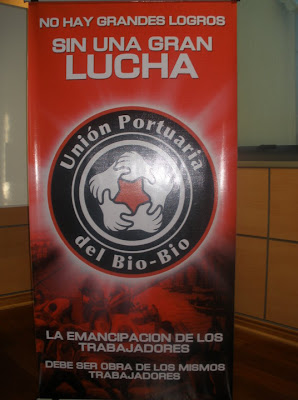 NO HAY GRANDES LOGROS
SIN UNA GRAN
LUCHA
Unión Portuaria
del Bio-Bio
LA EMANCIPACION DE LOS
TRABAJADORES
DEBE SER OBRA DE LOS MISMOS
TRABAJADORES